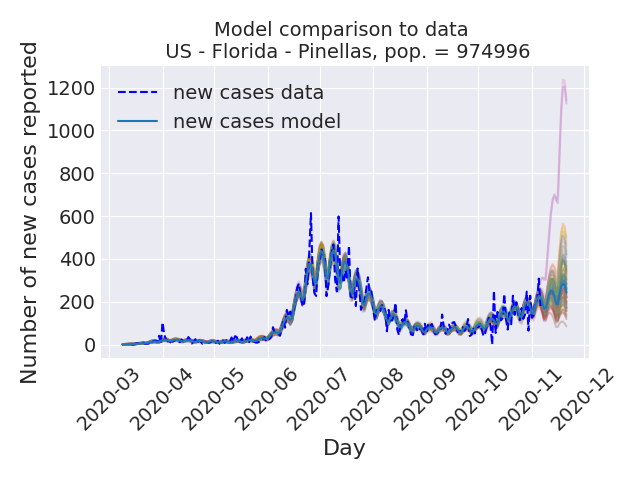 Model comparison to data
US - Florida - Pinellas, pop. = 974996
Number of new cases reported
1200
1000
800
600
400
200
0
new cases data
new cases model
2020-03
2020-04
2020-05
2020-06
2020-07
2020-08
2020-09
2020-10
2020-11
2020-12
Day